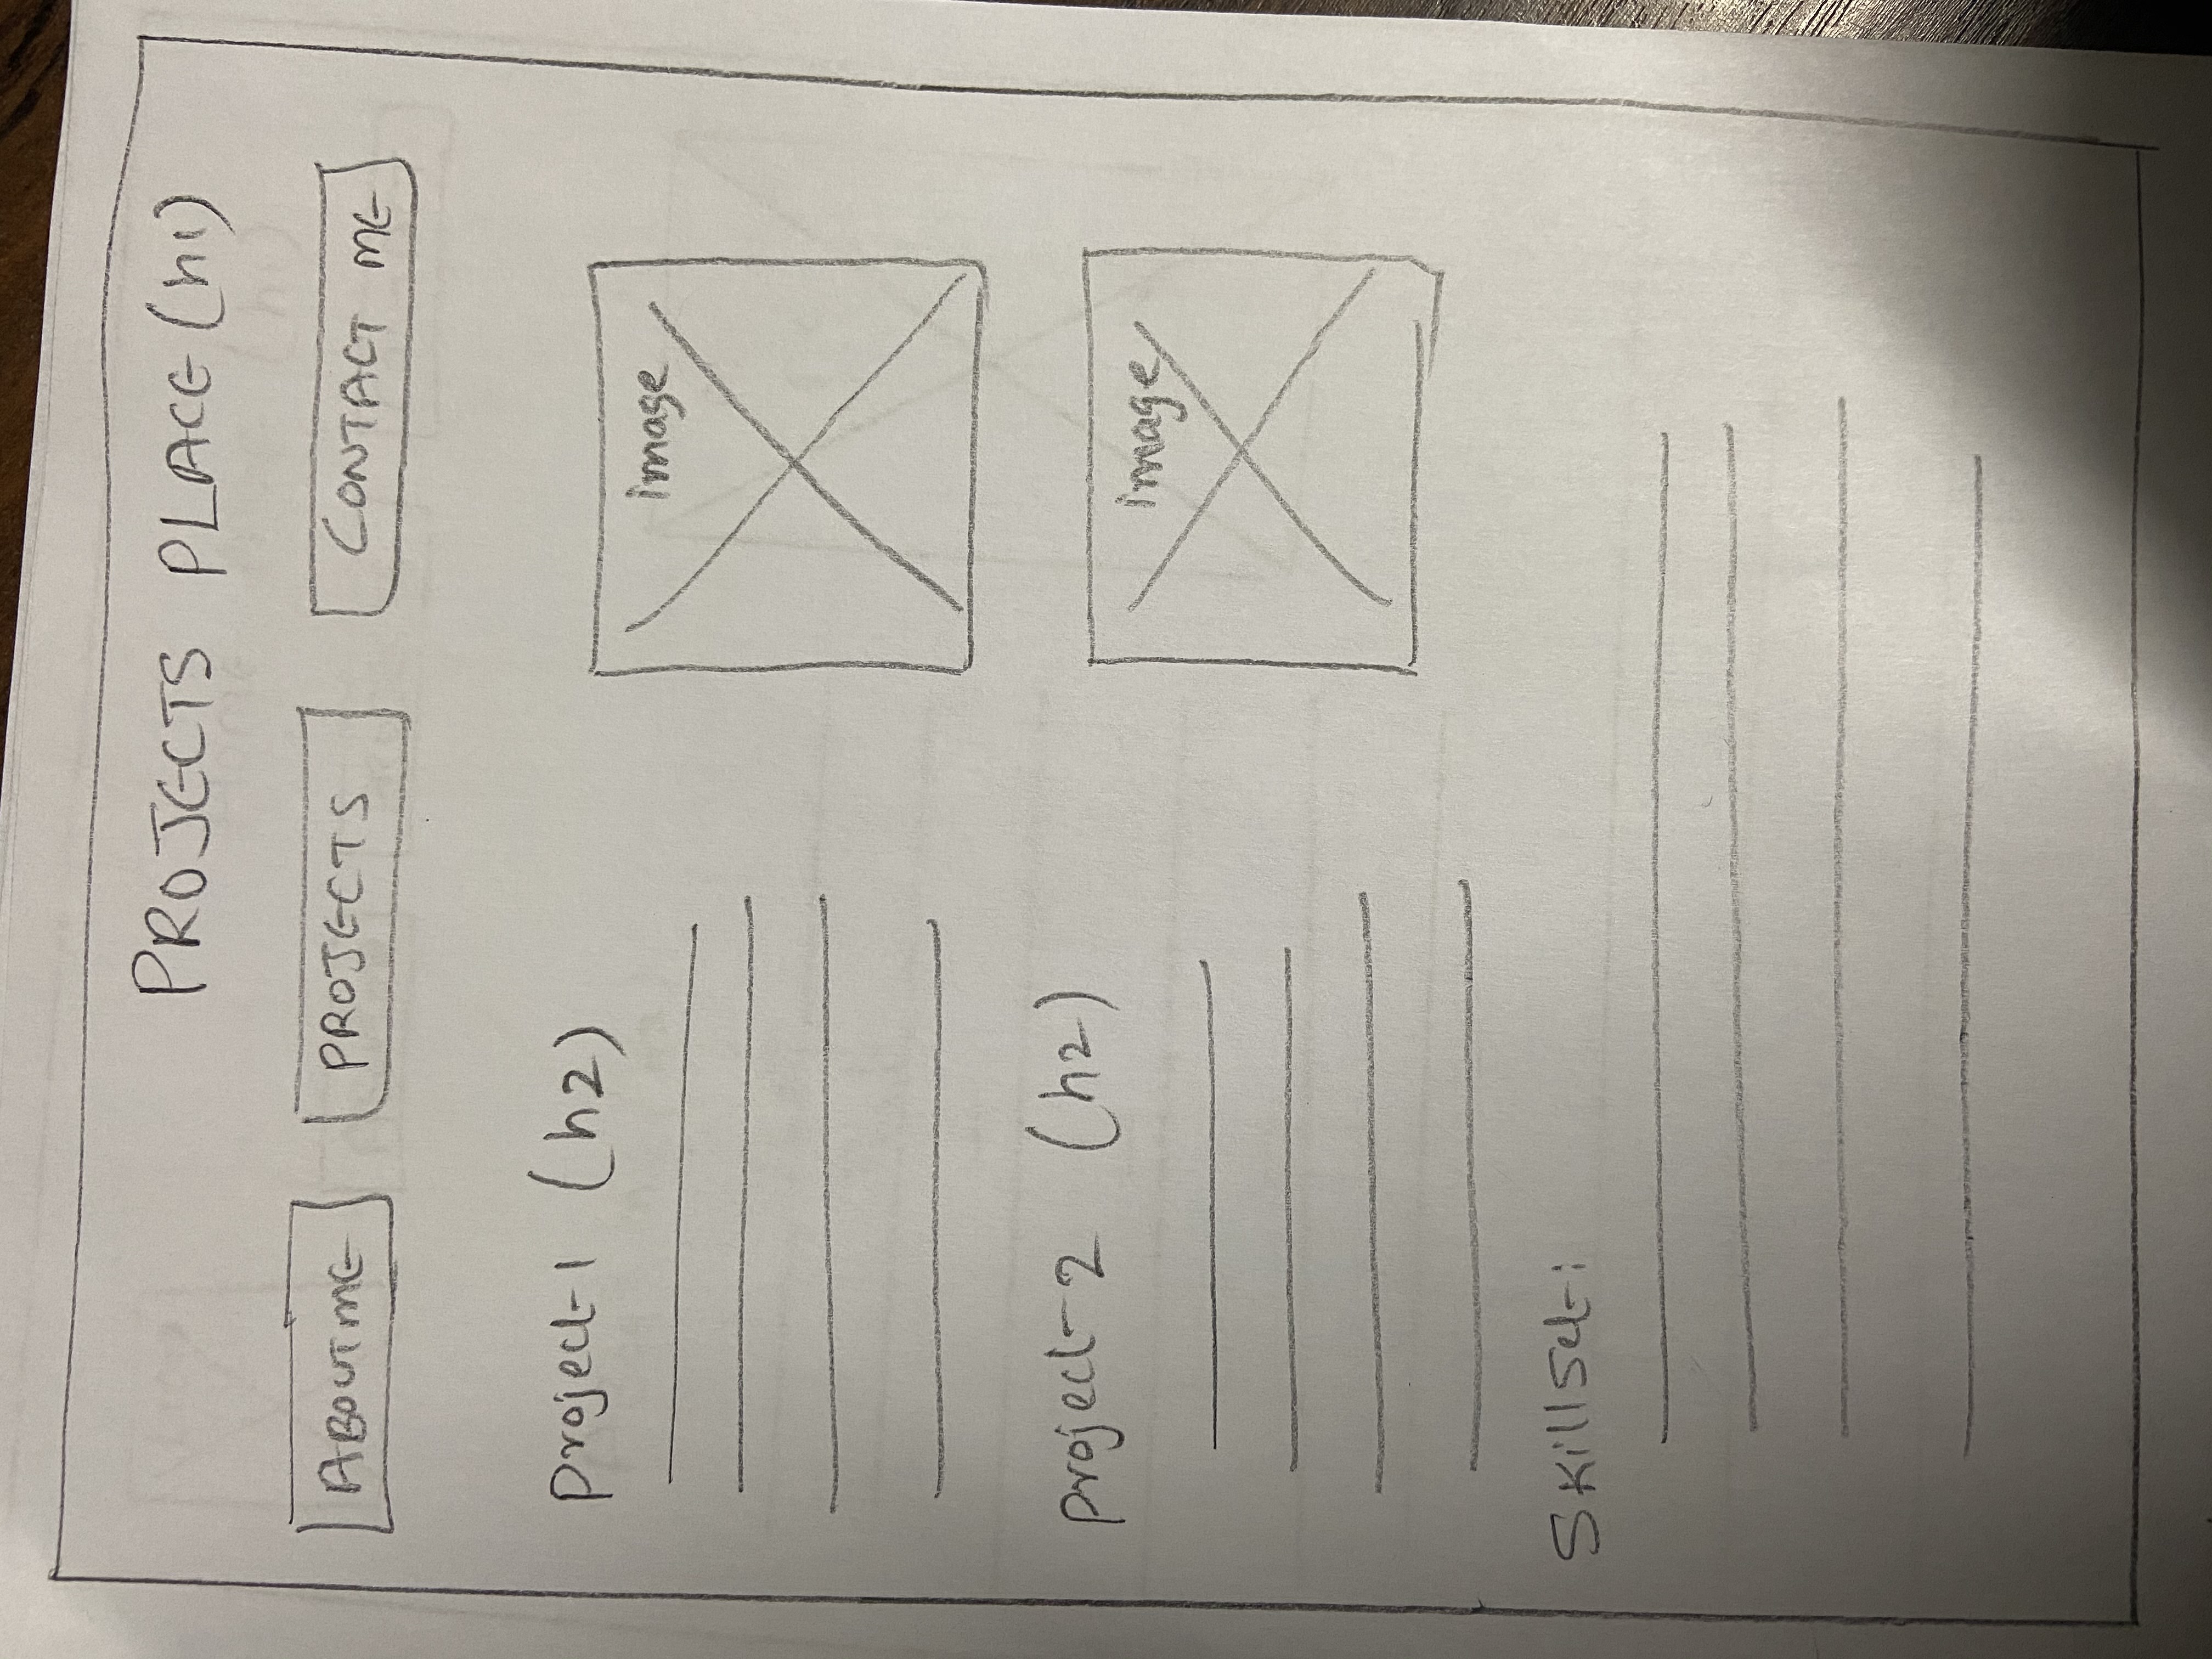 PROJECTS PLACE (h1)
ABOUT ME PROJECTS CONTACT ME
Project-1 (h2)
image
project-2 (h2)
image
Skillset: